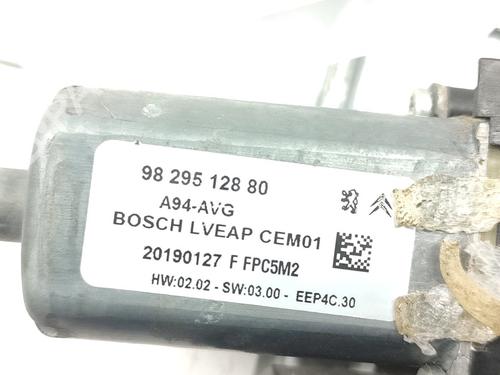 98 295 128 80
A94-AVG
BOSCH LVEAP CEM01
20190127 F FPC5M2
HW:02.02 - SW:03.00 - EEP4C.30